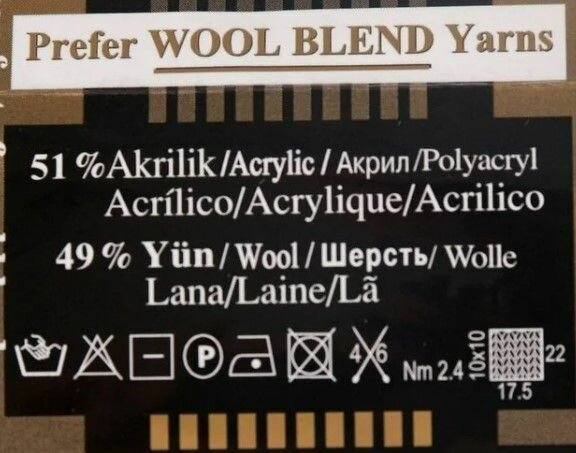 Prefer WOOL BLEND Yarns
51 % Akrilik / Acrylic / Акрил / Polyacryl
Acrílico/Acrylique/Acrilico
49 % Yün / Wool / Шерсть/ Wolle
Lana/Laine/Lã
P 4 6 Nm 2.4 10x10 22
17.5